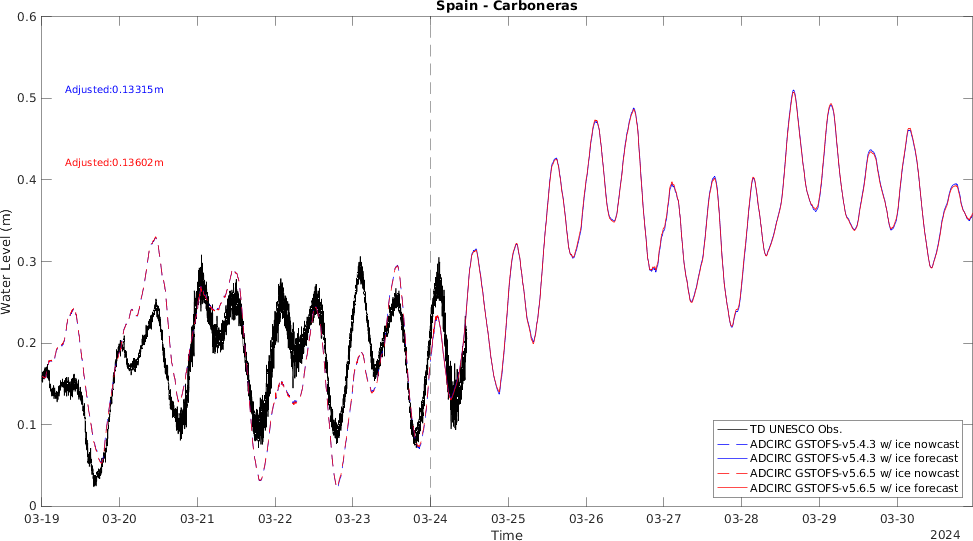 Spain - Carboneras
0.6
0.5
0.4
0.3
0.2
0.1
0
Water Level (m)
Adjusted:0.13315m
Adjusted:0.13602m
TD UNESCO Obs.
ADCIRC GSTOFS-v5.4.3 w/ ice nowcast
ADCIRC GSTOFS-v5.4.3 w/ ice forecast
ADCIRC GSTOFS-v5.6.5 w/ ice nowcast
ADCIRC GSTOFS-v5.6.5 w/ ice forecast
03-19 03-20 03-21 03-22 03-23 03-24 03-25 03-26 03-27 03-28 03-29 03-30
Time
2024